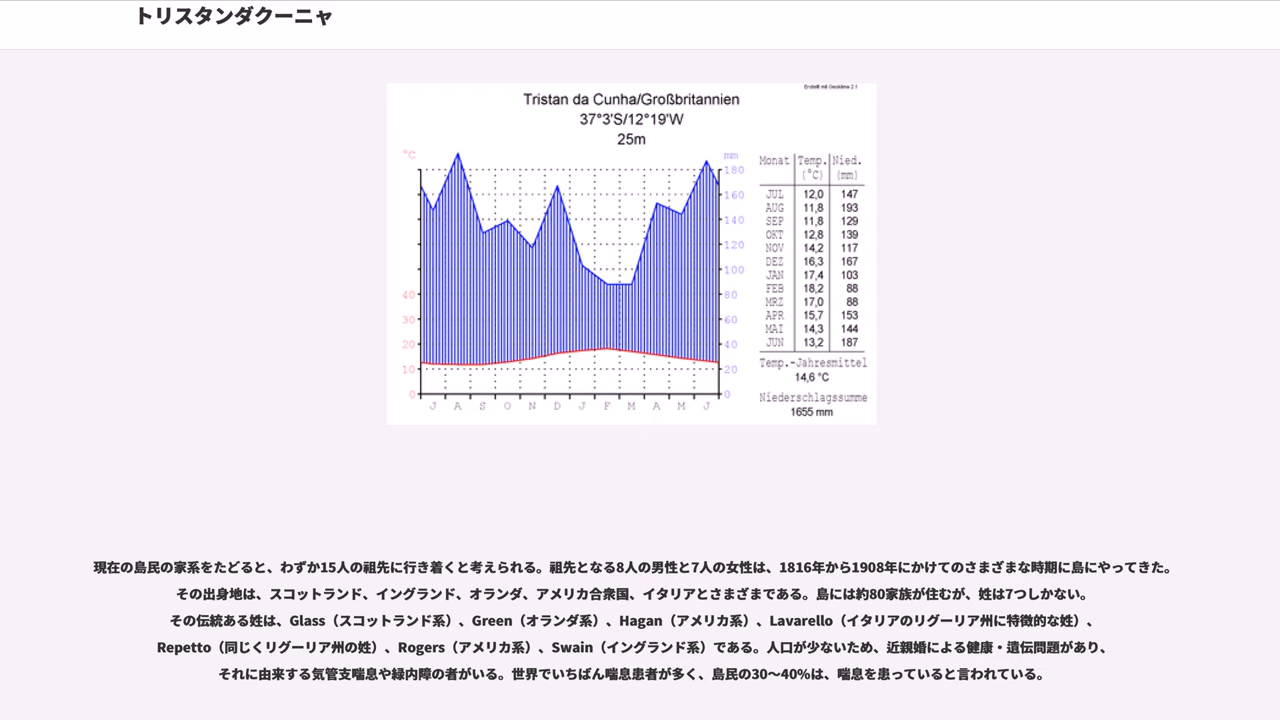 トリスタンダクーニャ
Erstellt mit Geoklima 2.1
Tristan da Cunha/Großbritannien
37°3'S/12°19'W
25m
°C mm
180
160
140
120
100
40 80
30 60
20 40
10 20
0 0
J A S O N D J F M A M J
Monat Temp. Nied.
(°C) (mm)
JUL 12,0 147
AUG 11,8 193
SEP 11,8 129
OKT 12,8 139
NOV 14,2 117
DEZ 16,3 167
JAN 17,4 103
FEB 18,2 88
MRZ 17,0 88
APR 15,7 153
MAI 14,3 144
JUN 13,2 187
Temp.-Jahresmittel
14,6 °C
Niederschlagssumme
1655 mm
現在の島民の家系をたどると、わずか15人の祖先に行き着くと考えられる。祖先となる8人の男性と7人の女性は、1816年から1908年にかけてのさまざまな時期に島にやってきた。
その出身地は、スコットランド、イングランド、オランダ、アメリカ合衆国、イタリアとさまざまである。島には約80家族が住むが、姓は7つしかない。
その伝統ある姓は、Glass（スコットランド系）、Green（オランダ系）、Hagan（アメリカ系）、Lavarello（イタリアのリグーリア州に特徴的な姓）、
Repetto（同じくリグーリア州の姓）、Rogers（アメリカ系）、Swain（イングランド系）である。人口が少ないため、近親婚による健康・遺伝問題があり、
それに由来する気管支喘息や緑内障の者がいる。世界でいちばん喘息患者が多く、島民の30〜40%は、喘息を患っていると言われている。